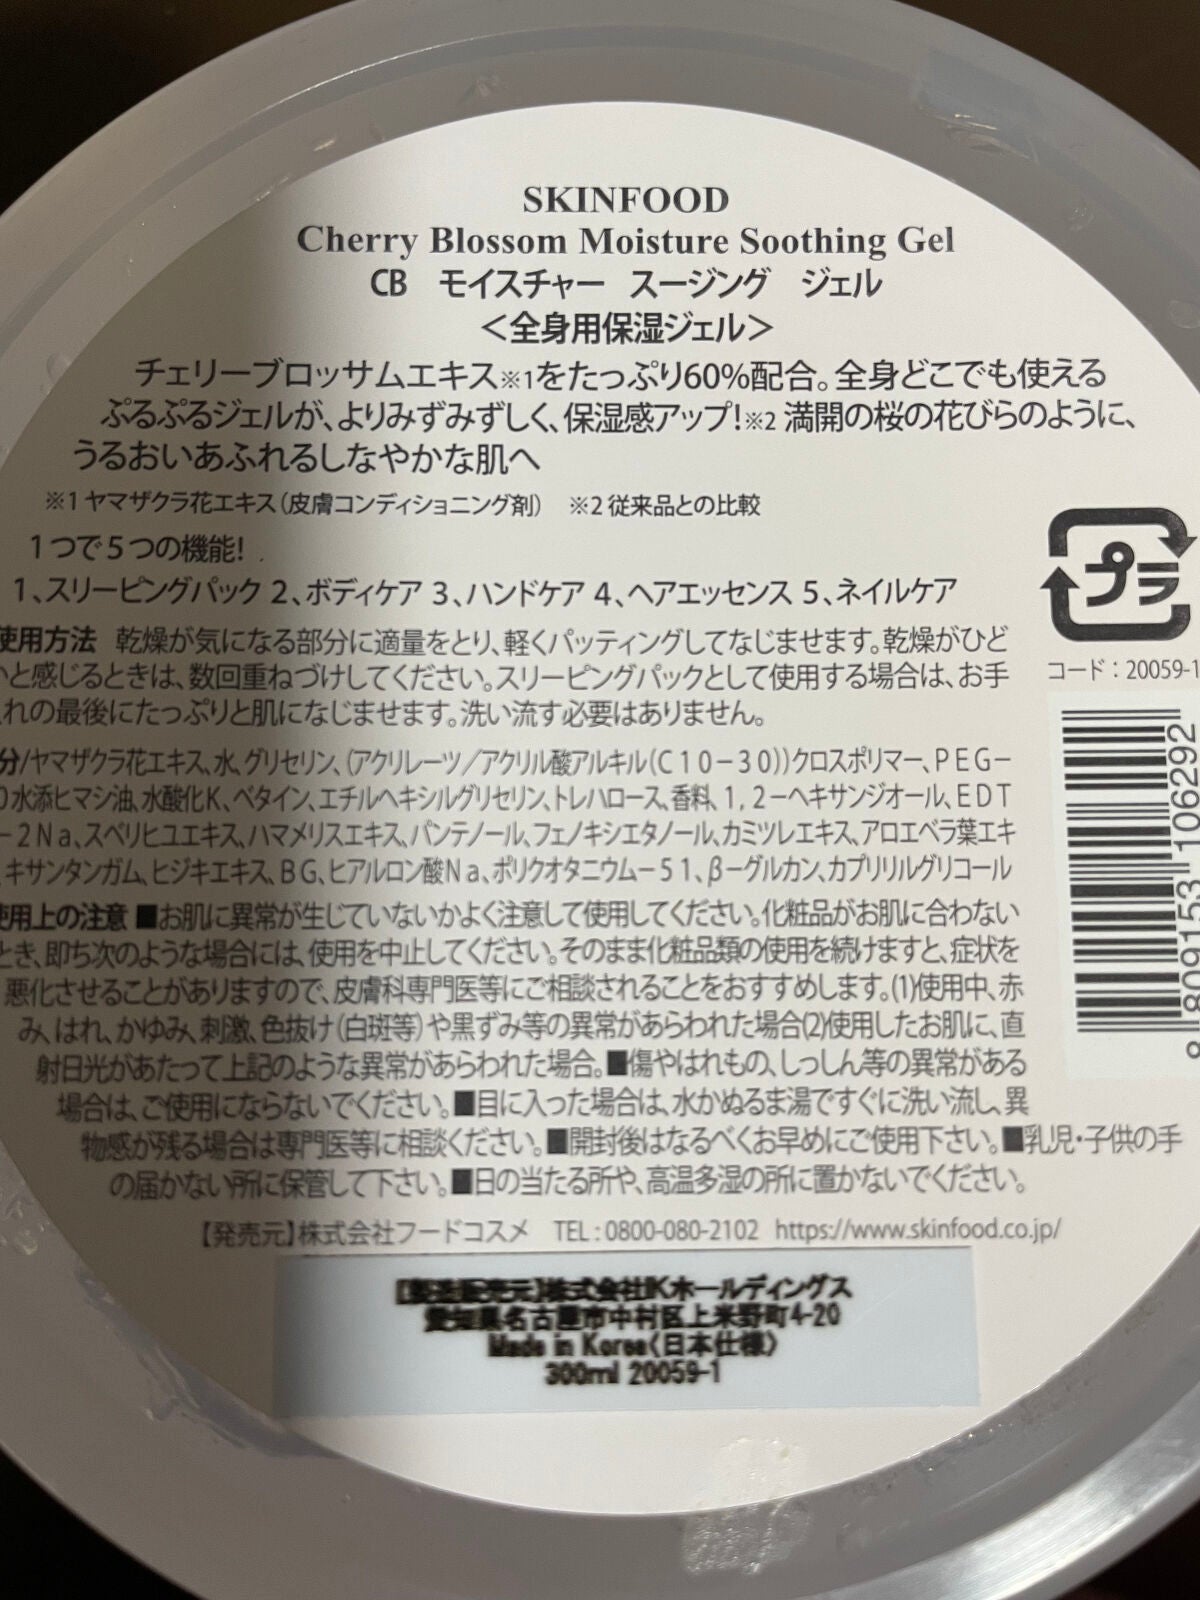 SKINFOOD
Cherry Blossom Moisture Soothing Gel
CB モイスチャー スージング ジェル
＜全身用保湿ジェル＞
チェリーブロッサムエキス※1をたっぷり60%配合。全身どこでも使える
ぷるぷるジェルが、よりみずみずしく、保湿感アップ!※2 満開の桜の花びらのように、
うるおいあふれるしなやかな肌へ
※1 ヤマザクラ花エキス（皮膚コンディショニング剤） ※2 従来品との比較
1つで5つの機能!
1、スリーピングパック 2、ボディケア 3、ハンドケア 4、ヘアエッセンス 5、ネイルケア
プラ
コード：20059-1
使用方法 乾燥が気になる部分に適量をとり、軽くパッティングしてなじませます。乾燥がひど
いと感じるときは、数回重ねづけしてください。スリーピングパックとして使用する場合は、お手
れの最後にたっぷりと肌になじませます。洗い流す必要はありません。
分/ヤマザクラ花エキス、水、グリセリン、（アクリレーツ／アクリル酸アルキル（C10－30））クロスポリマー、PEG－
0水添ヒマシ油、水酸化K、ベタイン、エチルヘキシルグリセリン、トレハロース、香料、1，2－ヘキサンジオール、EDT
－2Na、スベリヒユエキス、ハマメリスエキス、パンテノール、フェノキシエタノール、カミツレエキス、アロエベラ葉エキ
、キサンタンガム、ヒジキエキス、BG、ヒアルロン酸Na、ポリクオタニウム－51、β－グルカン、カプリリルグリコール
使用上の注意 ■お肌に異常が生じていないかよく注意して使用してください。化粧品がお肌に合わない
とき、即ち次のような場合には、使用を中止してください。そのまま化粧品類の使用を続けますと、症状を
悪化させることがありますので、皮膚科専門医等にご相談されることをおすすめします。(1)使用中、赤
み、はれ、かゆみ、刺激、色抜け（白斑等）や黒ずみ等の異常があらわれた場合(2)使用したお肌に、直
射日光があたって上記のような異常があらわれた場合。■傷やはれもの、しっしん等の異常がある
場合は、ご使用にならないでください。■目に入った場合は、水かぬるま湯ですぐに洗い流し、異
物感が残る場合は専門医等に相談ください。■開封後はなるべくお早めにご使用下さい。■乳児・子供の手
の届かない所に保管して下さい。■日の当たる所や、高温多湿の所に置かないでください。
8 809153 106292
【発売元】株式会社フードコスメ TEL：0800-080-2102 https://www.skinfood.co.jp/
【製造販売元】株式会社IKホールディングス
愛知県名古屋市中村区上米野町4-20
Made in Korea〈日本仕様〉
300ml 20059-1